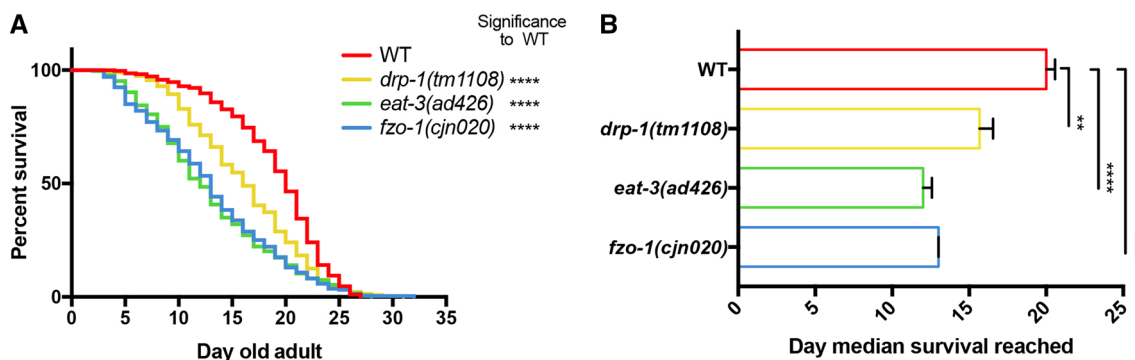 A
Significance
to WT
WT
drp-1(tm1108) ****
eat-3(ad426) ****
fzo-1(cjn020) ****
Percent survival
100
50
0
0 5 10 15 20 25 30 35
Day old adult
B
WT
drp-1(tm1108)
eat-3(ad426)
fzo-1(cjn020)
**
****
0 5 10 15 20 25
Day median survival reached